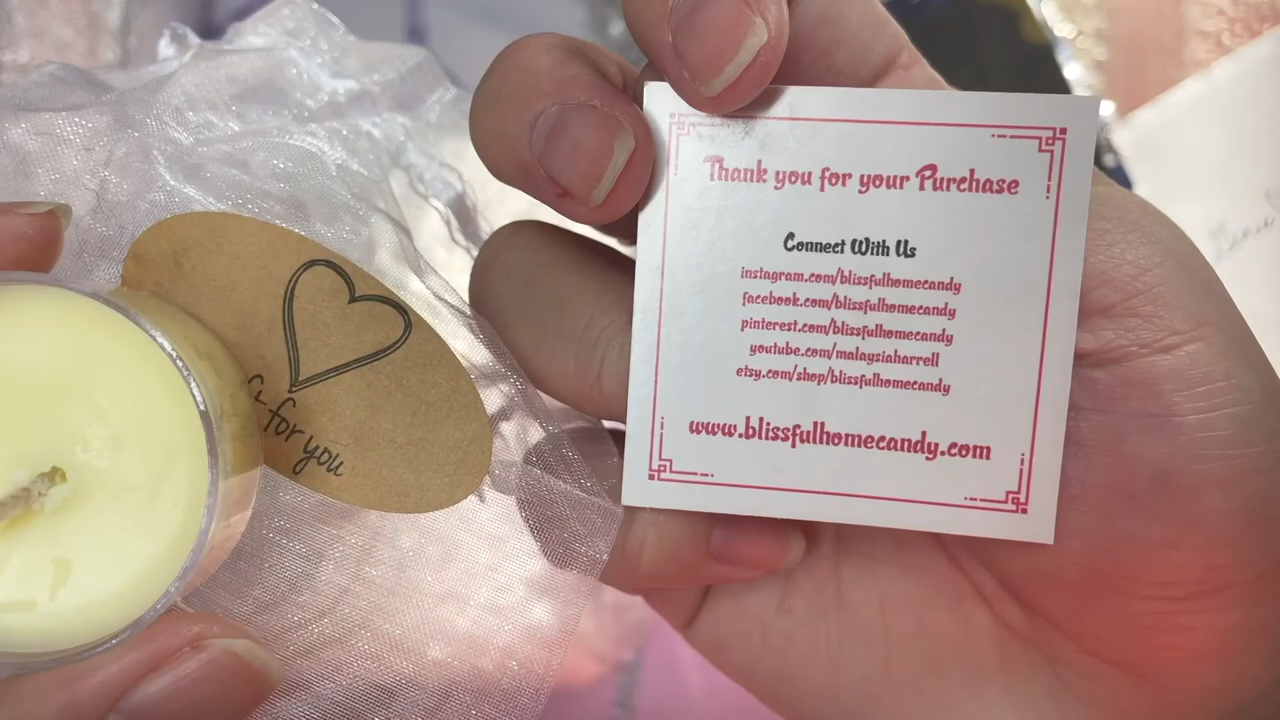 Thank you for your Purchase
Connect With Us
instagram.com/blissfulhomecandy
facebook.com/blissfulhomecandy
pinterest.com/blissfulhomecandy
youtube.com/malaysiaharrell
etsy.com/shop/blissfulhomecandy
www.blissfulhomecandy.com
for you